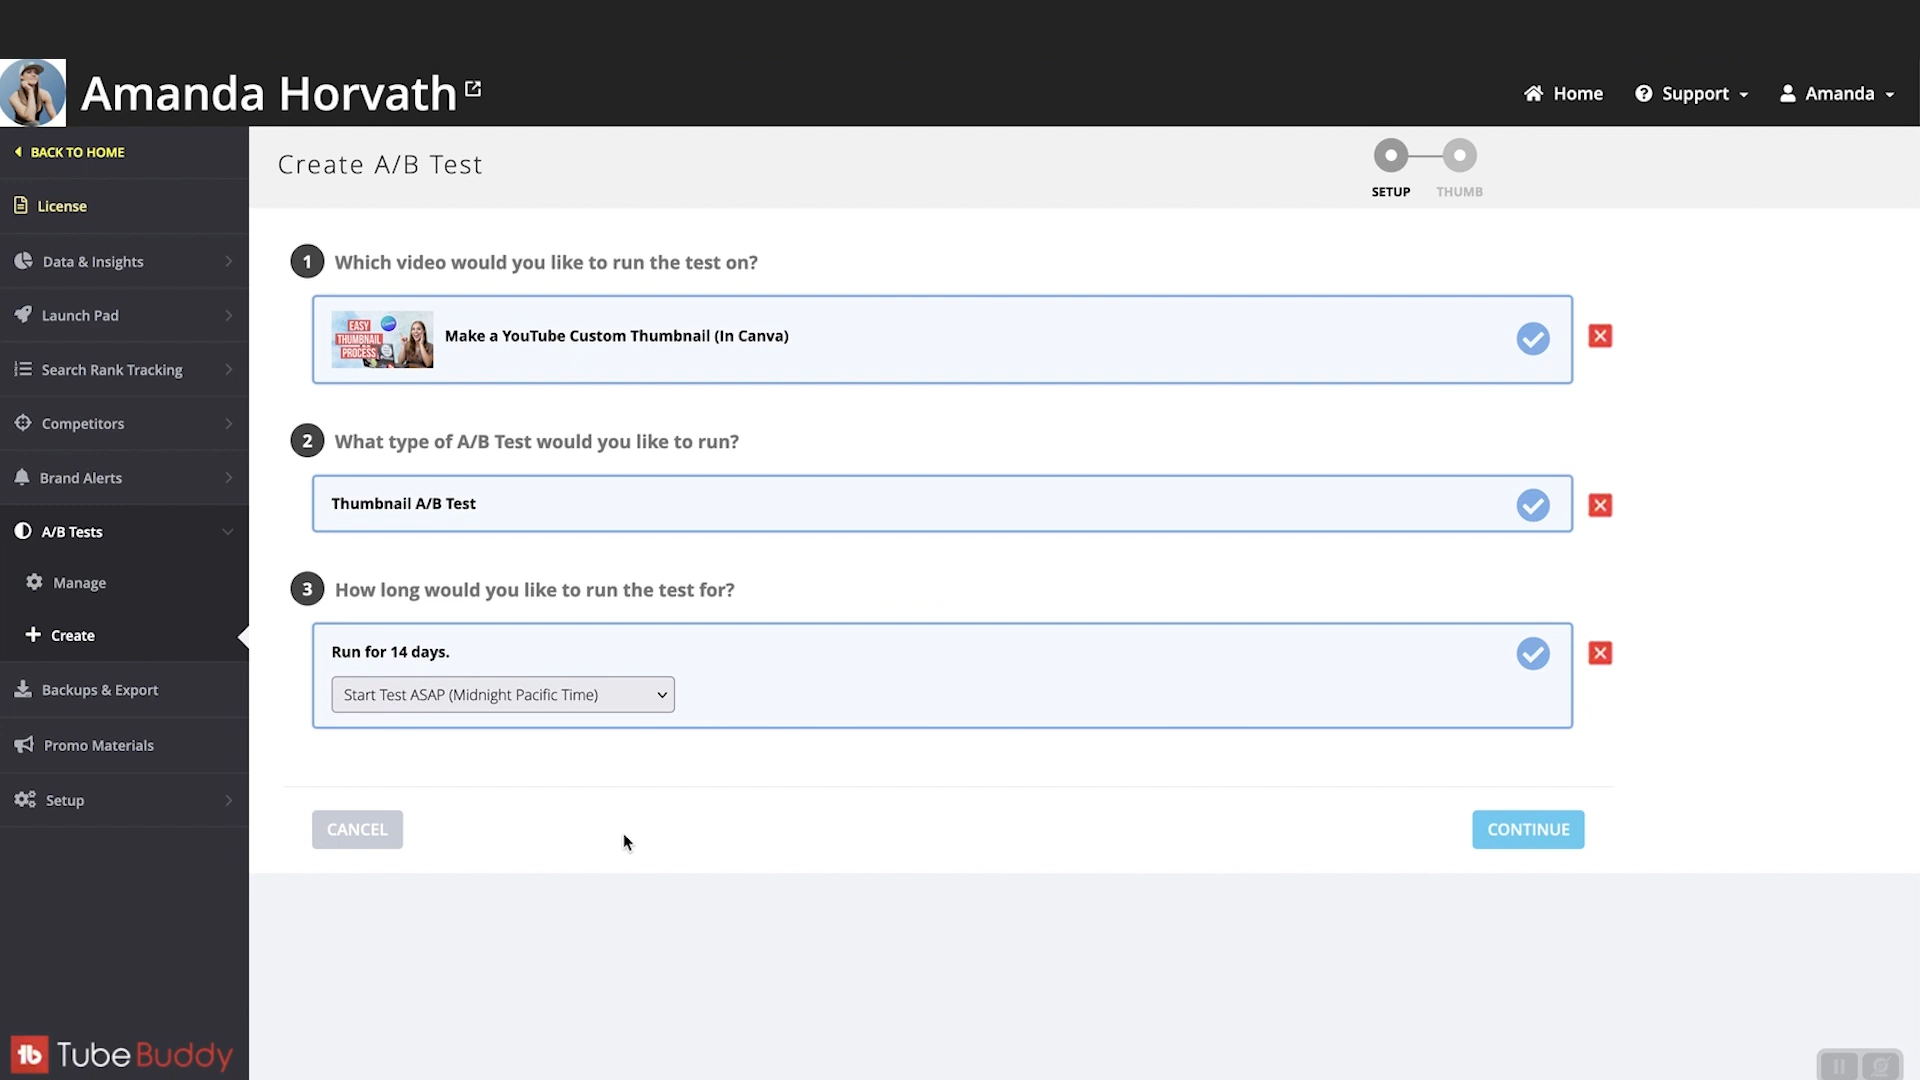 Amanda Horvath
Home
Support
Amanda
BACK TO HOME
License
Data & Insights
Launch Pad
Search Rank Tracking
Competitors
Brand Alerts
A/B Tests
Manage
Create
Backups & Export
Promo Materials
Setup
TubeBuddy
Create A/B Test
SETUP
THUMB
1 Which video would you like to run the test on?
EASY
THUMBNAIL
PROCESS
Make a YouTube Custom Thumbnail (In Canva)
2 What type of A/B Test would you like to run?
Thumbnail A/B Test
3 How long would you like to run the test for?
Run for 14 days.
Start Test ASAP (Midnight Pacific Time)
CANCEL
CONTINUE